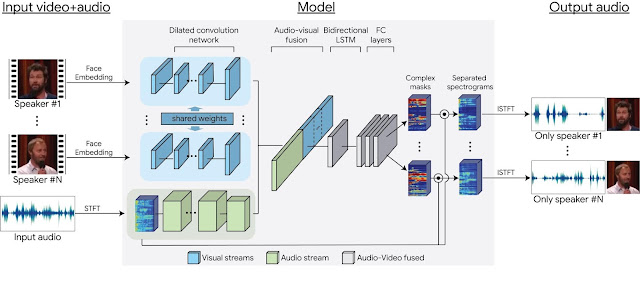 Input video+audio
Model
Output audio
Dilated convolution
network
Audio-visual
fusion
Bidirectional
LSTM
FC
layers
Complex
masks
Separated
spectrograms
Face
Embedding
Speaker #1
shared weights
Face
Embedding
Speaker #N
STFT
Input audio
ISTFT
Only speaker #1
ISTFT
Only speaker #N
Visual streams
Audio stream
Audio-Video fused